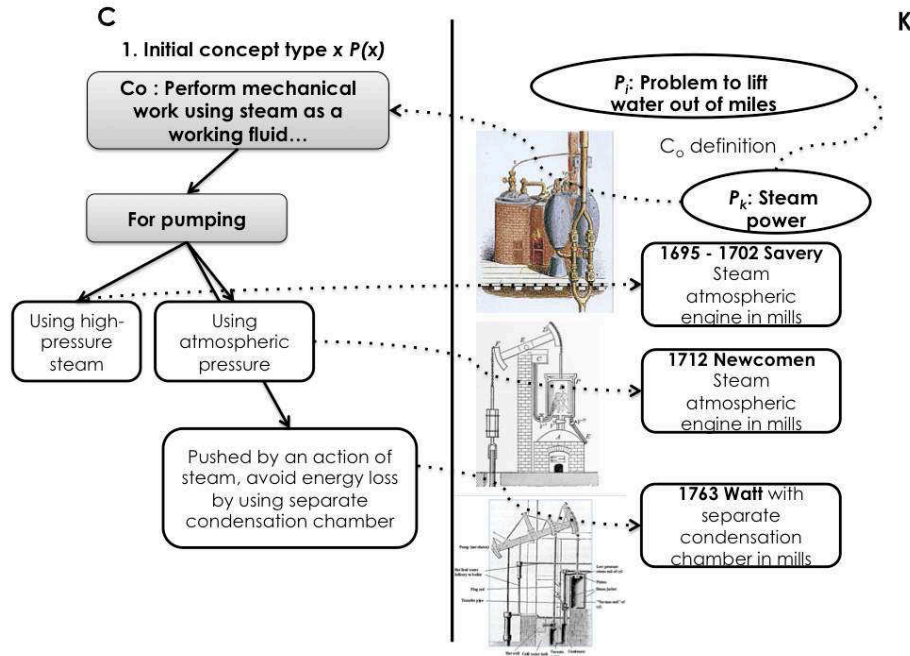 C
K
1. Initial concept type x P(x)
Co : Perform mechanical
work using steam as a
working fluid…
For pumping
Using high-
pressure
steam
Using
atmospheric
pressure
Pushed by an action of
steam, avoid energy loss
by using separate
condensation chamber
Pi: Problem to lift
water out of miles
Co definition
Pk: Steam
power
1695 - 1702 Savery
Steam
atmospheric
engine in mills
1712 Newcomen
Steam
atmospheric
engine in mills
1763 Watt with
separate
condensation
chamber in mills